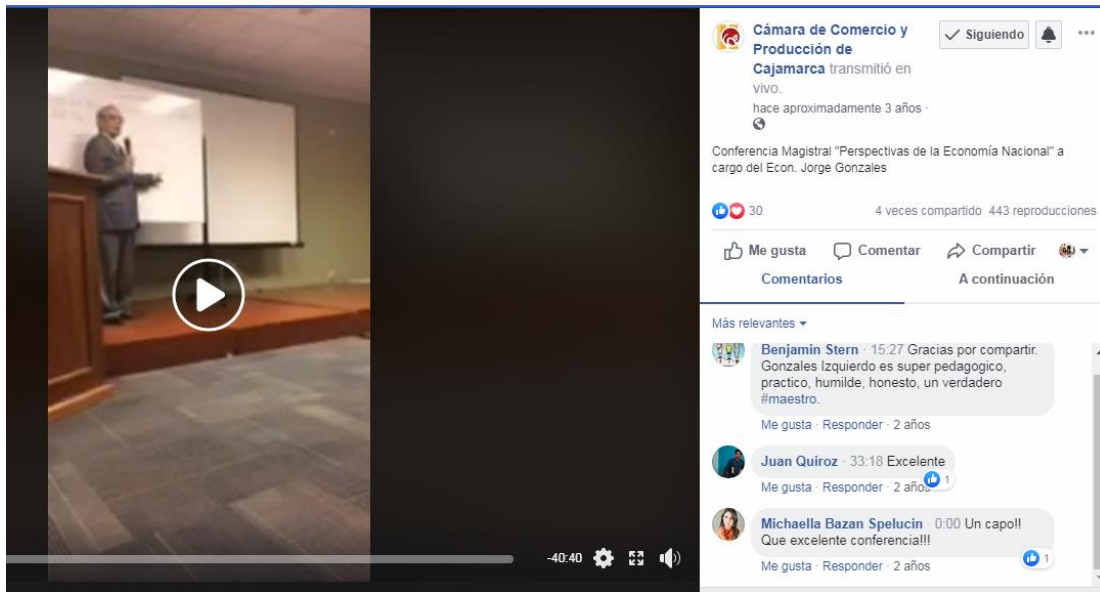 Cámara de Comercio y
Producción de
Cajamarca transmitió en
vivo.
hace aproximadamente 3 años ·
Siguiendo
Conferencia Magistral "Perspectivas de la Economía Nacional" a
cargo del Econ. Jorge Gonzales
30
4 veces compartido 443 reproducciones
Me gusta Comentar Compartir
Comentarios A continuación
Más relevantes
Benjamin Stern · 15:27 Gracias por compartir.
Gonzales Izquierdo es super pedagogico,
practico, humilde, honesto, un verdadero
#maestro.
Me gusta · Responder · 2 años
Juan Quiroz · 33:18 Excelente
1
Me gusta · Responder · 2 años
Michaella Bazan Spelucin · 0:00 Un capo!!
Que excelente conferencia!!!
1
Me gusta · Responder · 2 años
-40:40